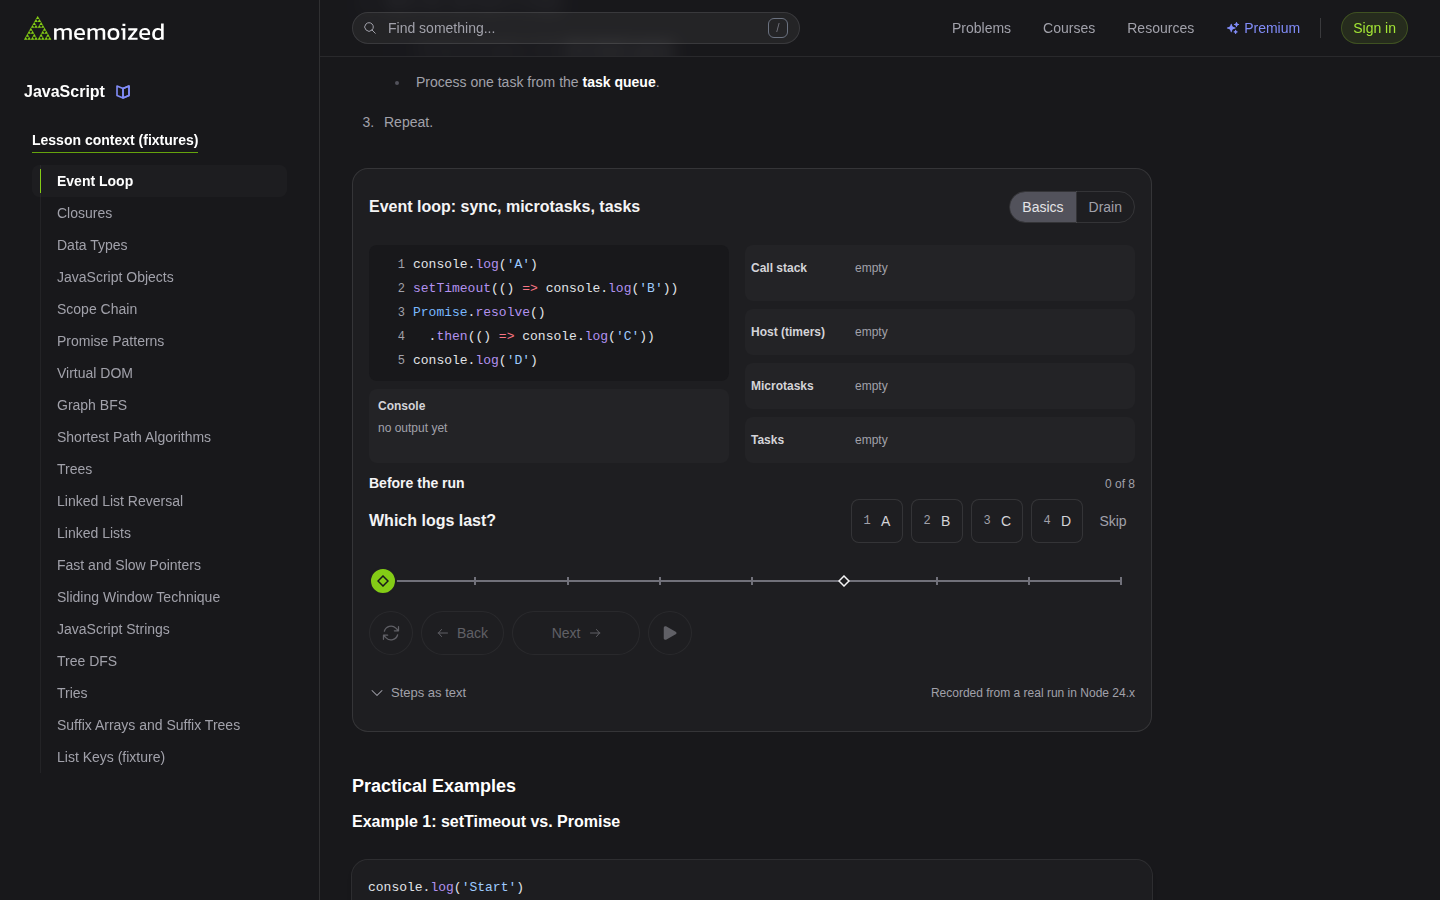 memoized
Find something...
/
Problems
Courses
Resources
Premium
Sign in
JavaScript
Lesson context (fixtures)
Event Loop
Closures
Data Types
JavaScript Objects
Scope Chain
Promise Patterns
Virtual DOM
Graph BFS
Shortest Path Algorithms
Trees
Linked List Reversal
Linked Lists
Fast and Slow Pointers
Sliding Window Technique
JavaScript Strings
Tree DFS
Tries
Suffix Arrays and Suffix Trees
List Keys (fixture)
• Process one task from the task queue.
3. Repeat.
Event loop: sync, microtasks, tasks
Basics
Drain
1 console.log('A')
2 setTimeout(() => console.log('B'))
3 Promise.resolve()
4   .then(() => console.log('C'))
5 console.log('D')
Console
no output yet
Call stack empty
Host (timers) empty
Microtasks empty
Tasks empty
Before the run
0 of 8
Which logs last?
1 A
2 B
3 C
4 D
Skip
Back
Next
Steps as text
Recorded from a real run in Node 24.x
Practical Examples
Example 1: setTimeout vs. Promise
console.log('Start')